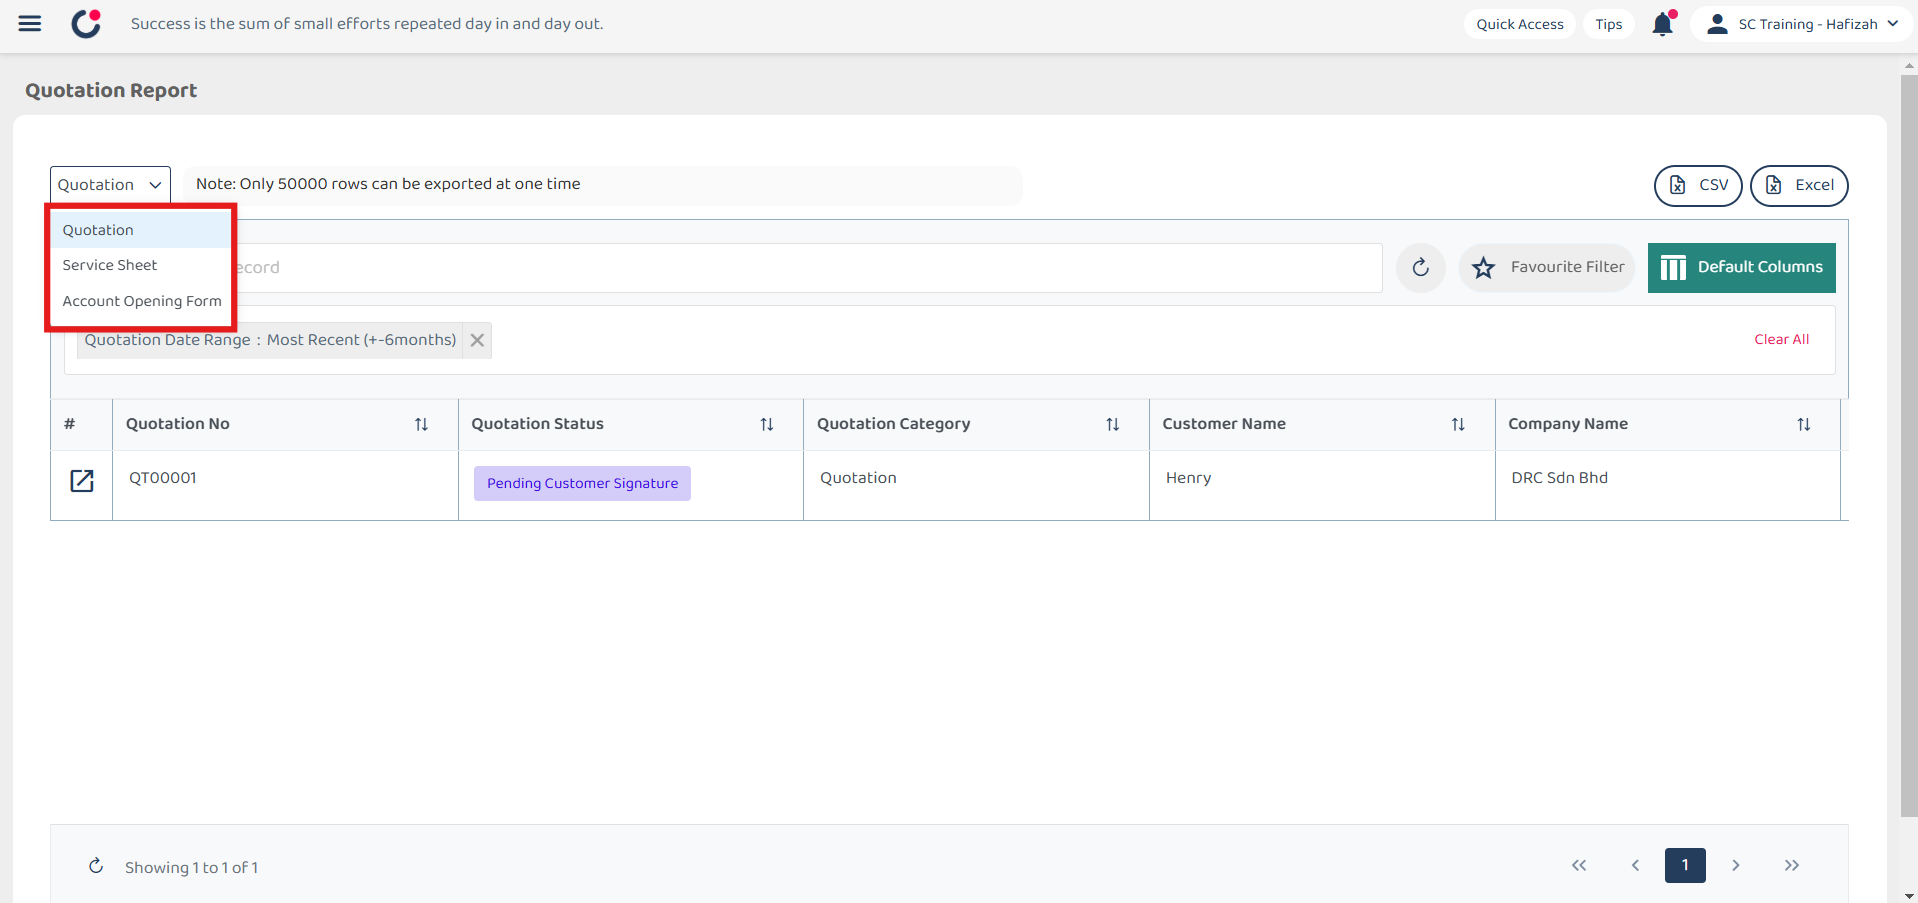 Success is the sum of small efforts repeated day in and day out.
Quick Access
Tips
SC Training - Hafizah
Quotation Report
Quotation
Note: Only 50000 rows can be exported at one time
CSV
Excel
Quotation
Service Sheet
Account Opening Form
ecord
Favourite Filter
Default Columns
Quotation Date Range : Most Recent (+-6months)
Clear All
# Quotation No Quotation Status Quotation Category Customer Name Company Name
QT00001 Pending Customer Signature Quotation Henry DRC Sdn Bhd
Showing 1 to 1 of 1
1